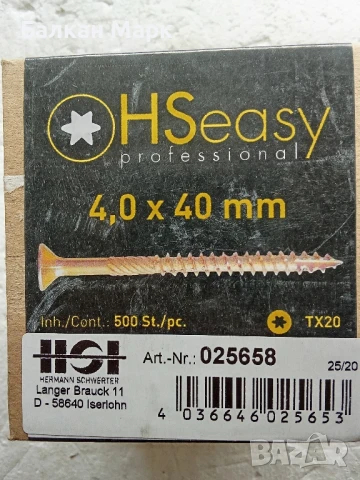 Балкан Марк
HSeasy
professional
4,0 x 40 mm
Inh./Cont.: 500 St./pc.
TX20
HSI
HERMANN SCHWERTER
Langer Brauck 11
D - 58640 Iserlohn
Art.-Nr.: 025658
25/20
4 036646 025653
bazar